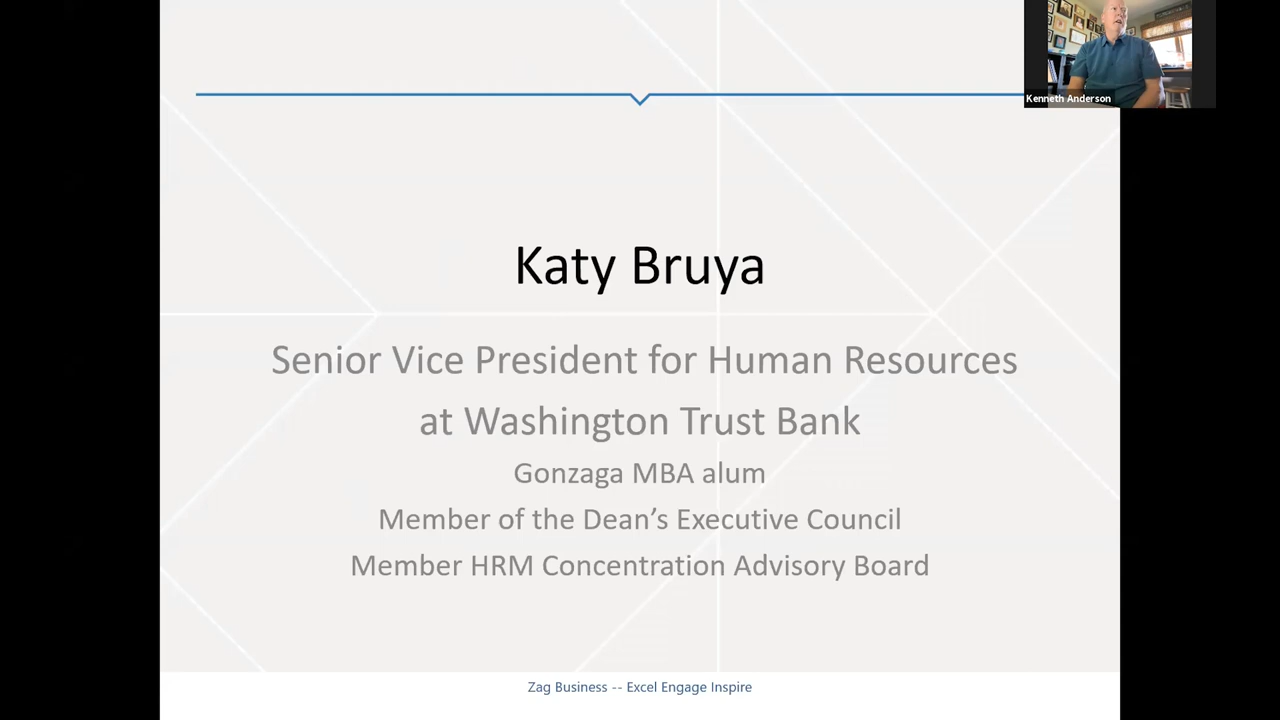 Kenneth Anderson
Katy Bruya
Senior Vice President for Human Resources
at Washington Trust Bank
Gonzaga MBA alum
Member of the Dean’s Executive Council
Member HRM Concentration Advisory Board
Zag Business -- Excel Engage Inspire